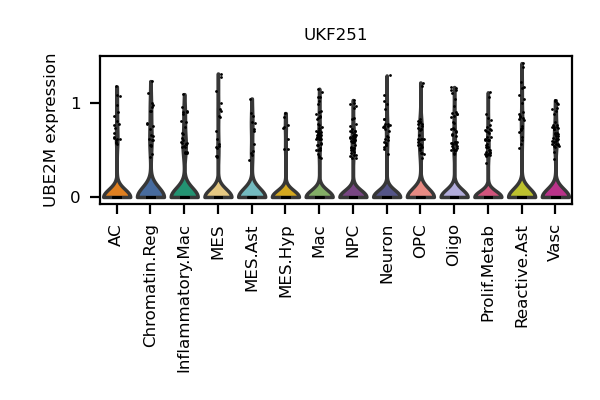 UKF251
UBE2M expression
1
0
AC
Chromatin.Reg
Inflammatory.Mac
MES
MES.Ast
MES.Hyp
Mac
NPC
Neuron
OPC
Oligo
Prolif.Metab
Reactive.Ast
Vasc